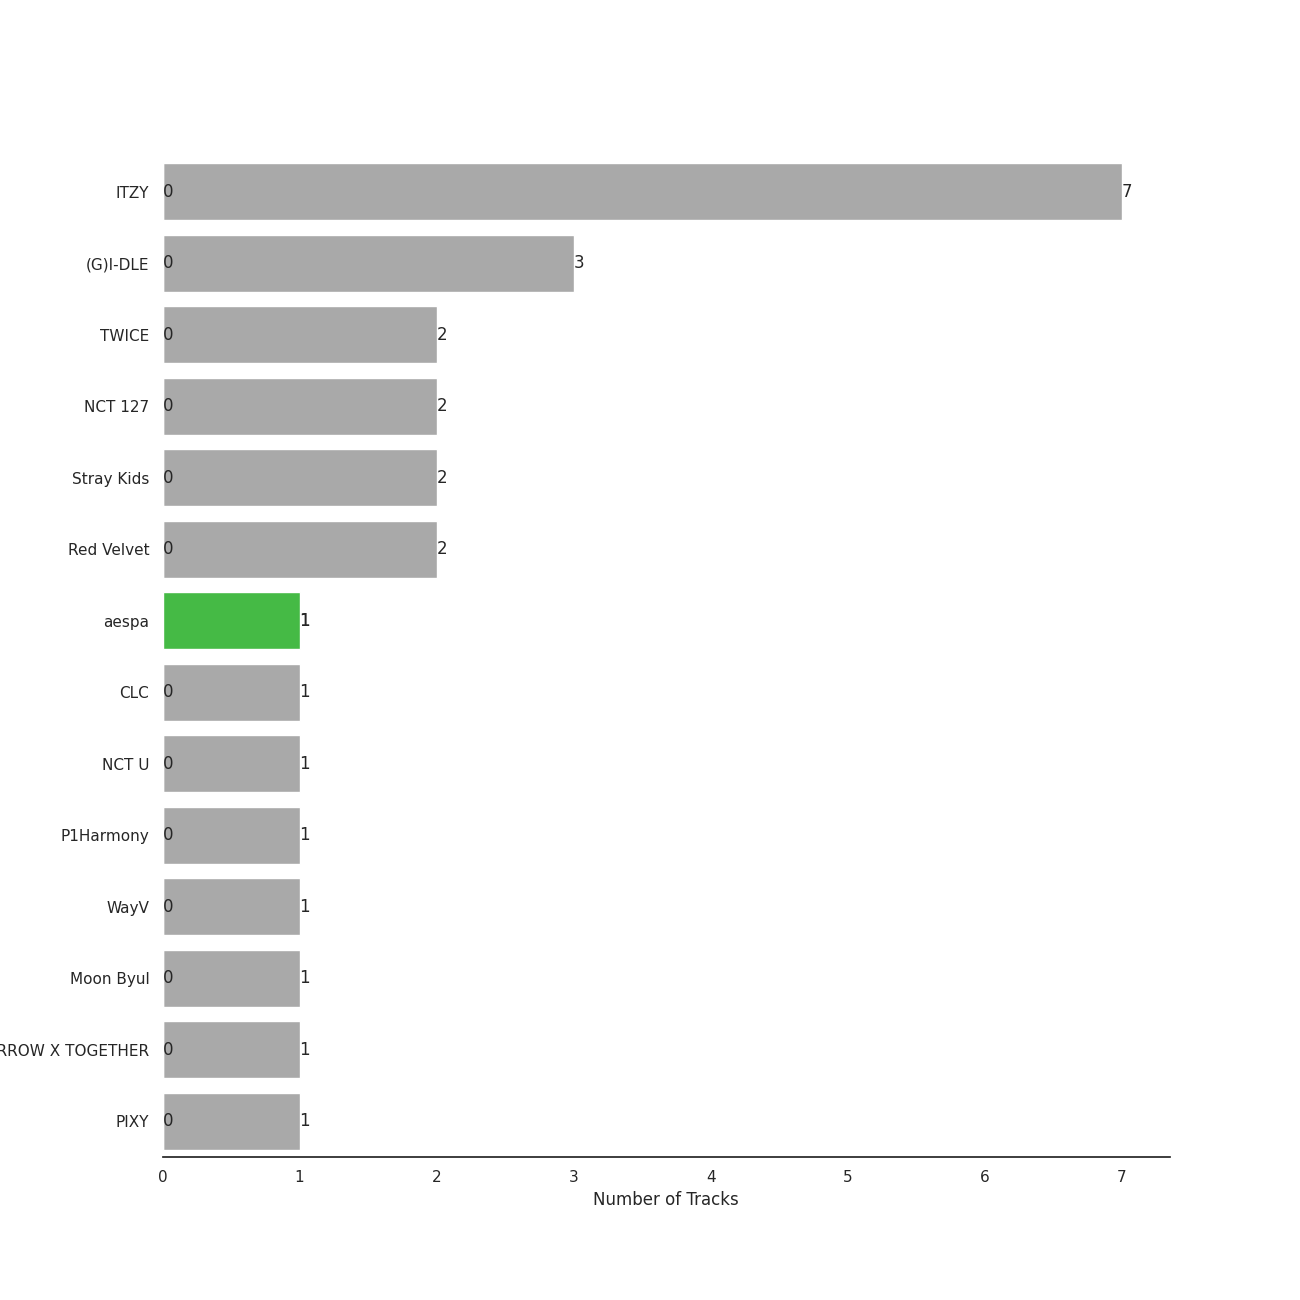 ITZY 0 7
(G)I-DLE 0 3
TWICE 0 2
NCT 127 0 2
Stray Kids 0 2
Red Velvet 0 2
aespa 1
CLC 0 1
NCT U 0 1
P1Harmony 0 1
WayV 0 1
Moon Byul 0 1
RROW X TOGETHER 0 1
PIXY 0 1
0 1 2 3 4 5 6 7
Number of Tracks